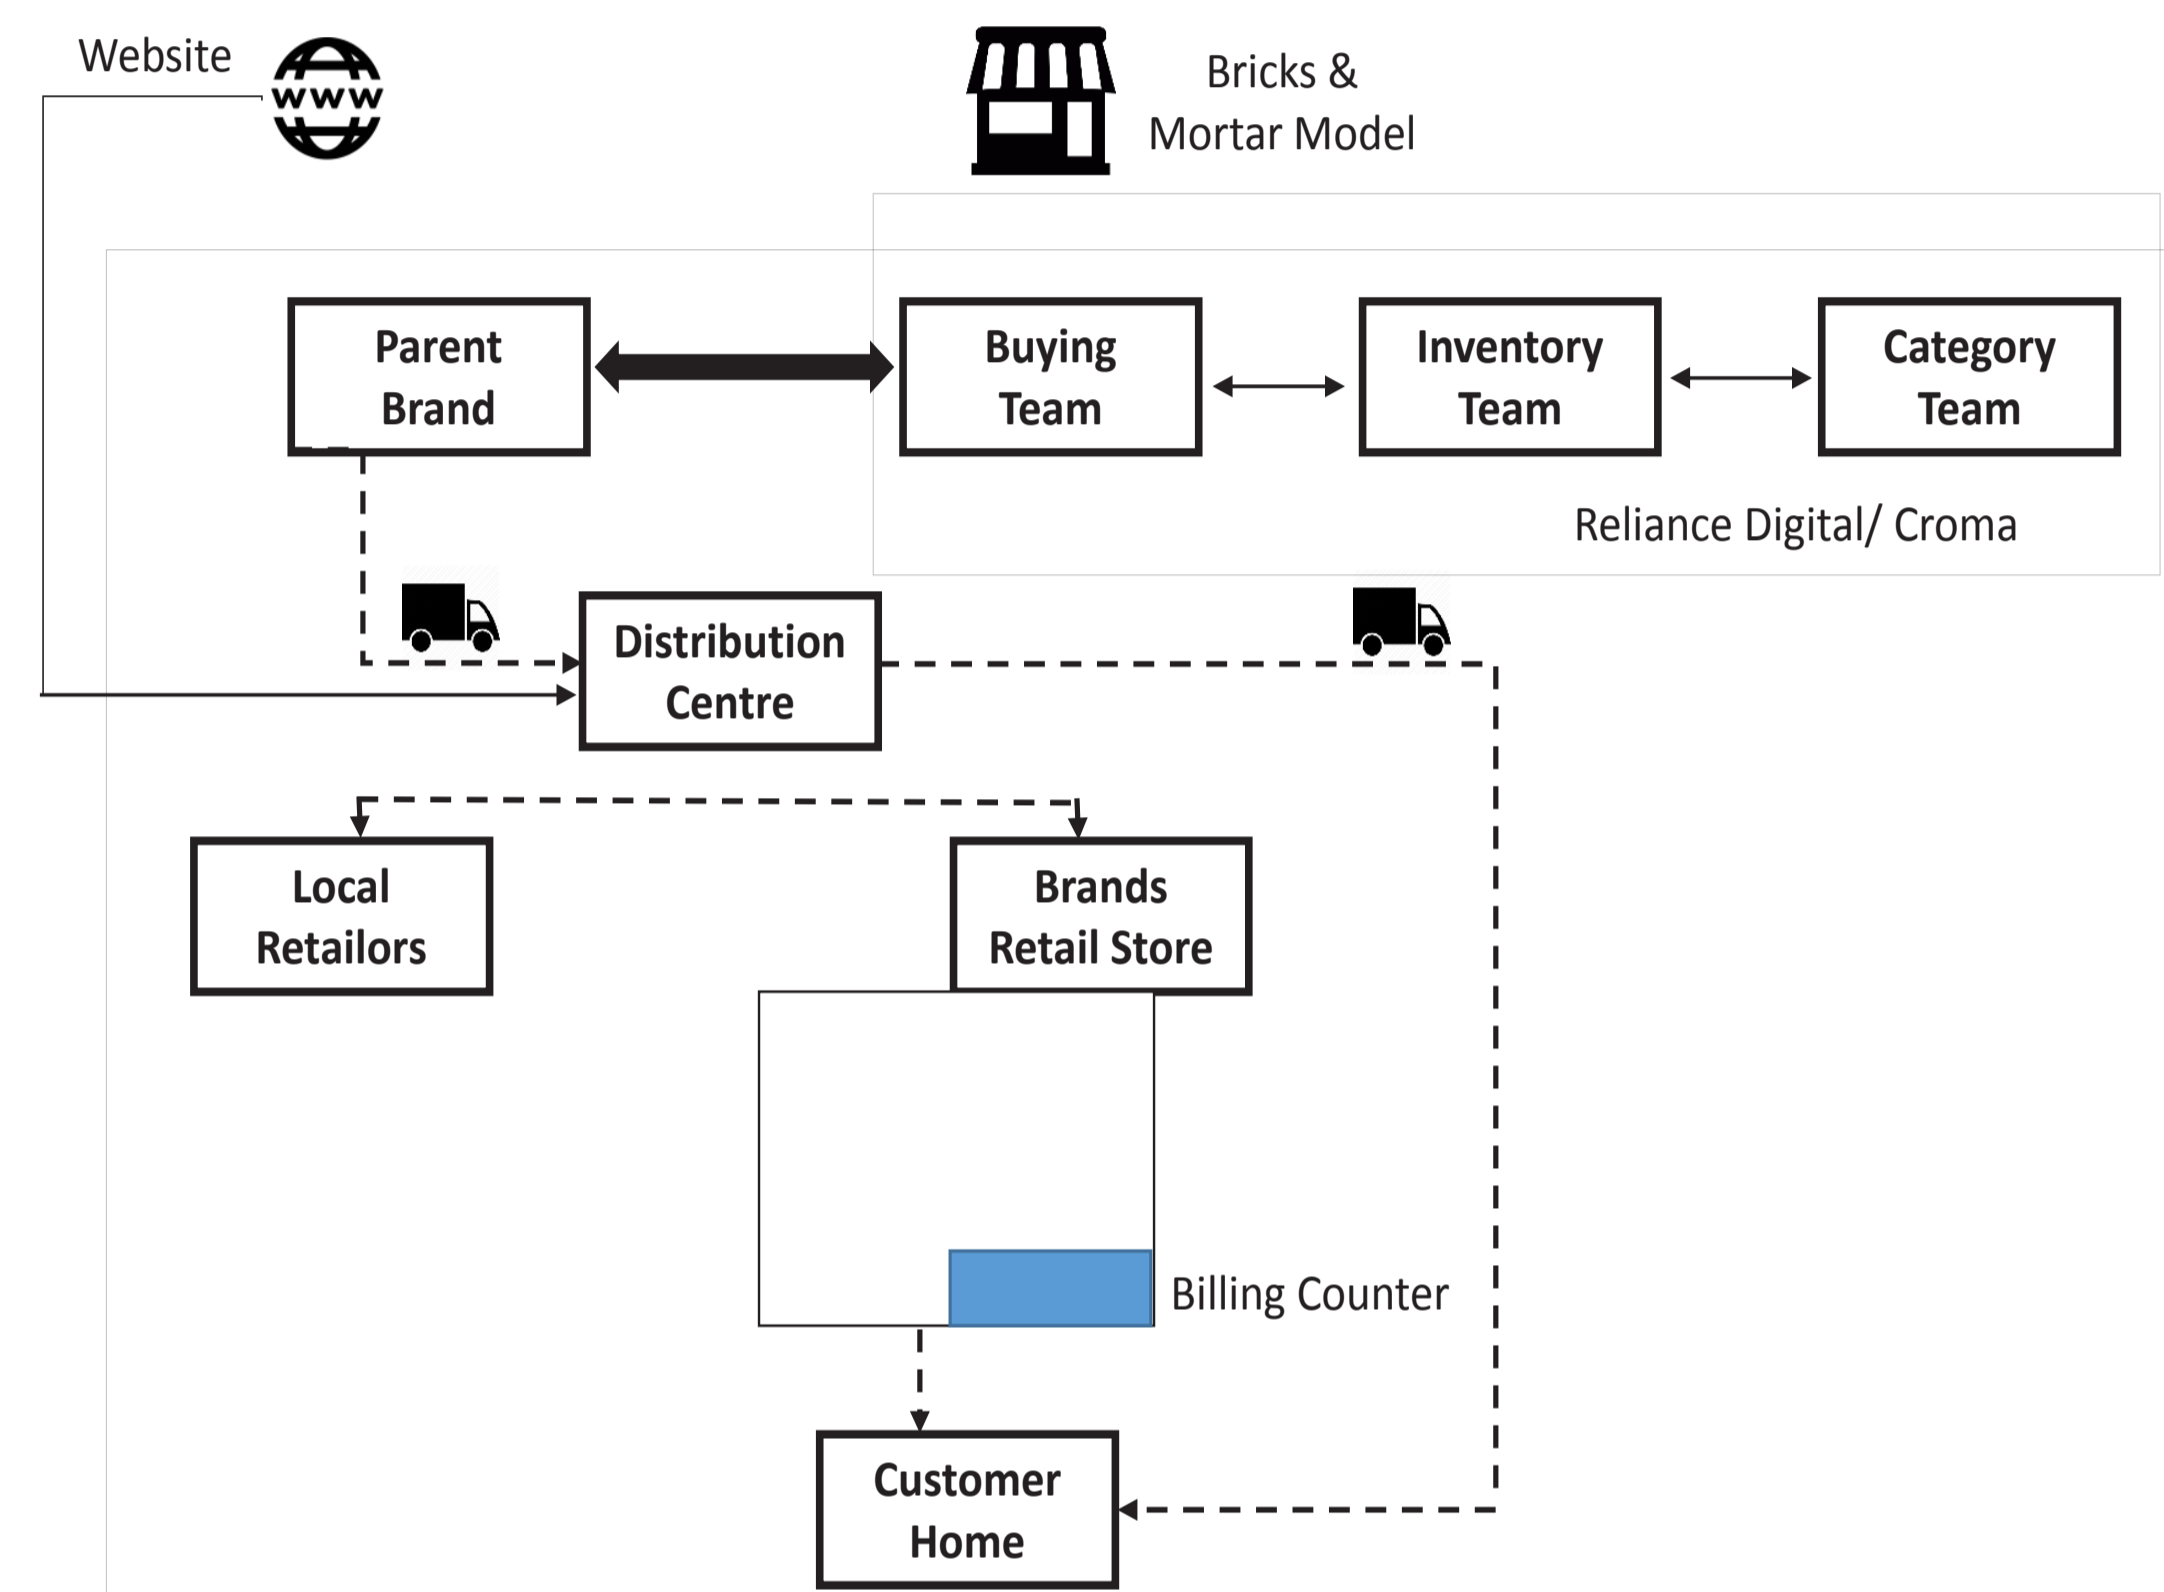 Website
www
Bricks &
Mortar Model
Parent
Brand
Buying
Team
Inventory
Team
Category
Team
Reliance Digital/ Croma
Distribution
Centre
Local
Retailors
Brands
Retail Store
Billing Counter
Customer
Home